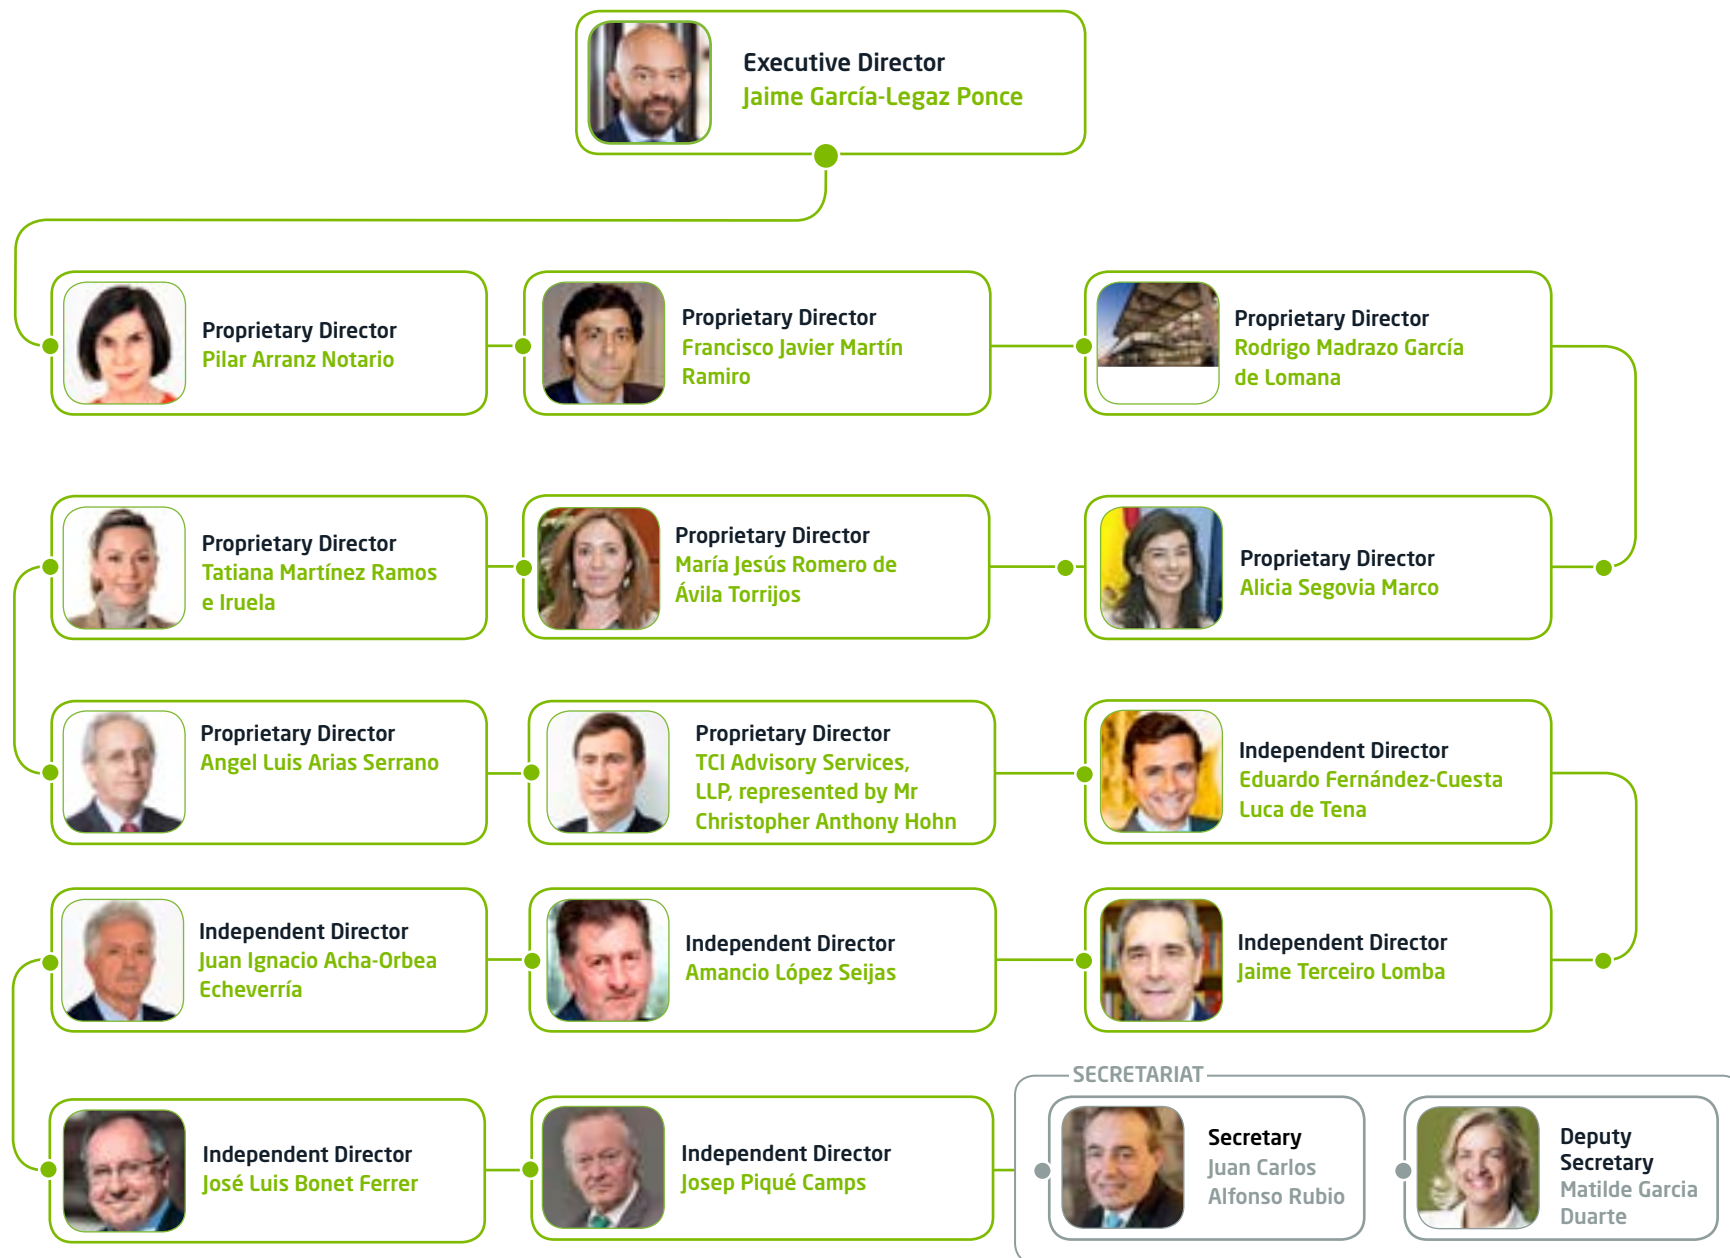 Executive Director
Jaime García-Legaz Ponce
Proprietary Director
Pilar Arranz Notario
Proprietary Director
Francisco Javier Martín
Ramiro
Proprietary Director
Rodrigo Madrazo García
de Lomana
Proprietary Director
Tatiana Martínez Ramos
e Iruela
Proprietary Director
María Jesús Romero de
Ávila Torrijos
Proprietary Director
Alicia Segovia Marco
Proprietary Director
Angel Luis Arias Serrano
Proprietary Director
TCI Advisory Services,
LLP, represented by Mr
Christopher Anthony Hohn
Independent Director
Eduardo Fernández-Cuesta
Luca de Tena
Independent Director
Juan Ignacio Acha-Orbea
Echeverría
Independent Director
Amancio López Seijas
Independent Director
Jaime Terceiro Lomba
Independent Director
José Luis Bonet Ferrer
Independent Director
Josep Piqué Camps
SECRETARIAT
Secretary
Juan Carlos
Alfonso Rubio
Deputy
Secretary
Matilde Garcia
Duarte